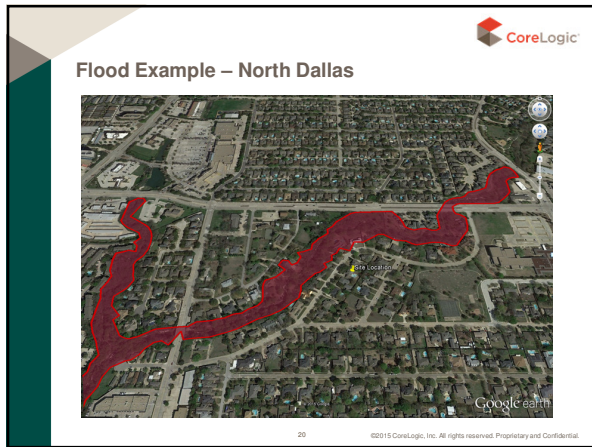 CoreLogic
Flood Example – North Dallas
Site Location
Google earth
20
©2015 CoreLogic, Inc. All rights reserved. Proprietary and Confidential.